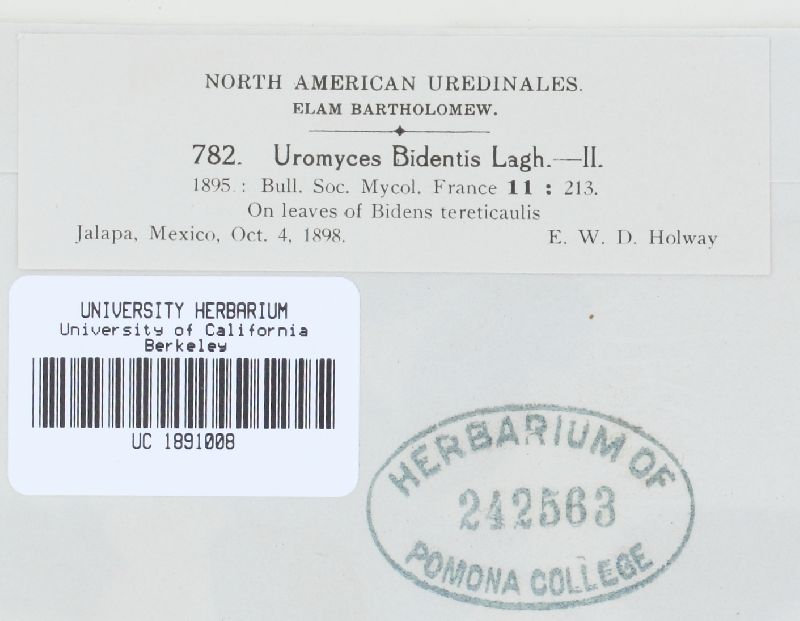 NORTH AMERICAN UREDINALES.
ELAM BARTHOLOMEW.
782. Uromyces Bidentis Lagh.—II.
1895.: Bull. Soc. Mycol. France 11 : 213.
On leaves of Bidens tereticaulis
Jalapa, Mexico, Oct. 4, 1898. E. W. D. Holway
UNIVERSITY HERBARIUM
University of California
Berkeley
UC 1891008
HERBARIUM OF
242563
POMONA COLLEGE